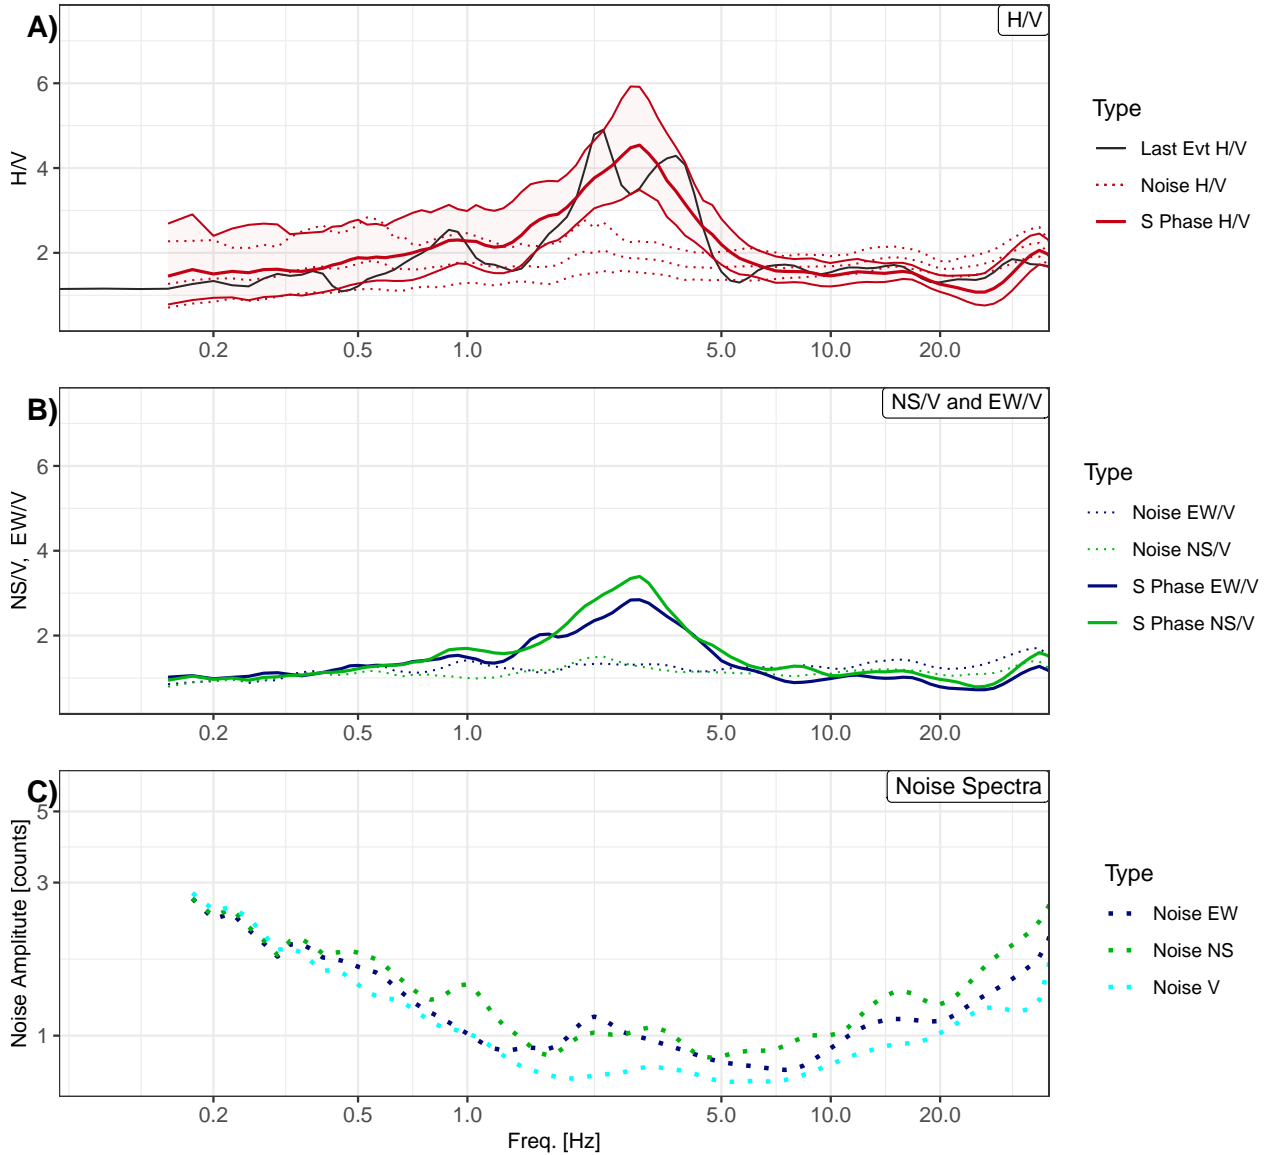 A)
H/V
6
4
2
H/V
0.2 0.5 1.0 5.0 10.0 20.0
Type
Last Evt H/V
Noise H/V
S Phase H/V
B)
NS/V and EW/V
6
4
2
NS/V, EW/V
0.2 0.5 1.0 5.0 10.0 20.0
Type
Noise EW/V
Noise NS/V
S Phase EW/V
S Phase NS/V
C)
Noise Spectra
5
3
1
Noise Amplitute [counts]
0.2 0.5 1.0 5.0 10.0 20.0
Freq. [Hz]
Type
Noise EW
Noise NS
Noise V